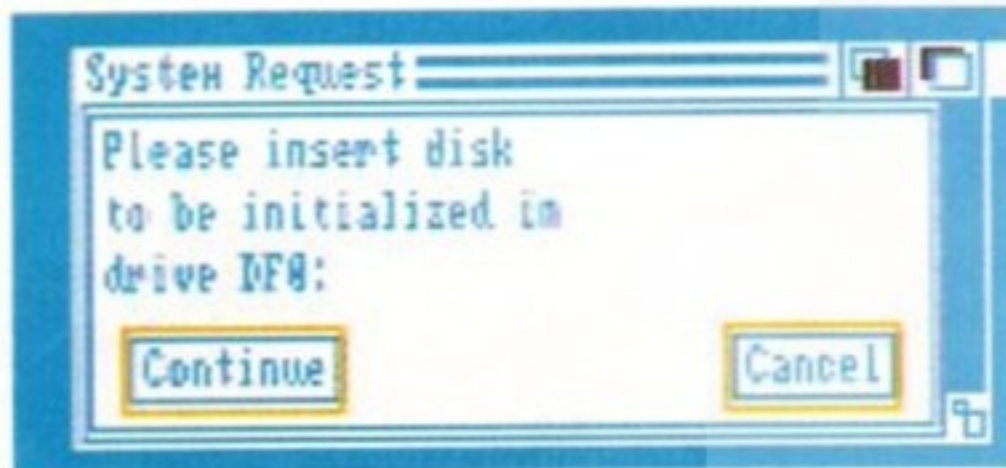 System Request
Please insert disk
to be initialized in
drive DF0:
Continue
Cancel